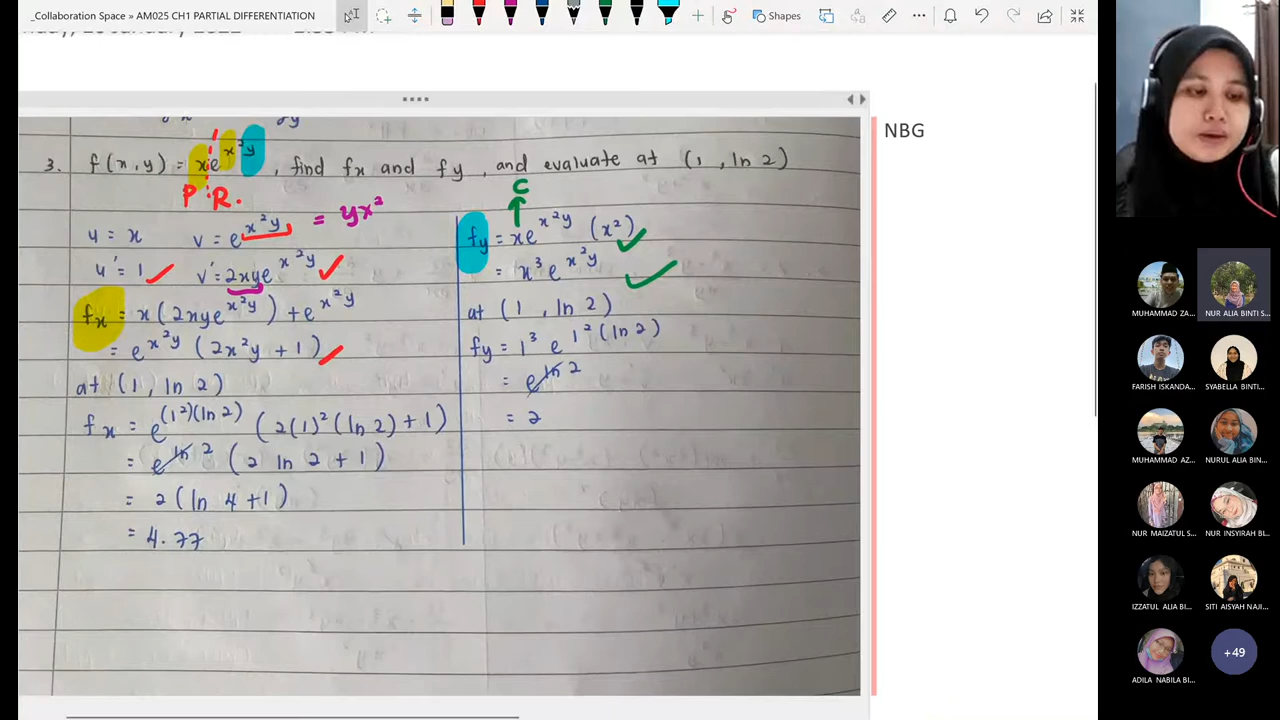 _Collaboration Space » AM025 CH1 PARTIAL DIFFERENTIATION
Shapes
NBG
3. f(x,y) = xe^{x²y}, find fx and fy, and evaluate at (1, ln 2)
P R.
= yx²
u = x v = e^{x²y}
u' = 1 v' = 2xye^{x²y}
fx = x(2xye^{x²y}) + e^{x²y}
= e^{x²y} (2x²y + 1)
at (1, ln 2)
fx = e^{(1²)(ln 2)} (2(1)²(ln 2) + 1)
= e^{ln 2} (2 ln 2 + 1)
= 2(ln 4 + 1)
= 4.77
C
fy = xe^{x²y} (x²)
= x³ e^{x²y}
at (1, ln 2)
fy = 1³ e^{1²(ln 2)}
= e^{ln 2}
= 2
MUHAMMAD ZA...
NUR ALIA BINTI S...
FARISH ISKANDA...
SYABELLA BINTI...
MUHAMMAD AZ...
NURUL ALIA BIN...
NUR MAIZATUL S...
NUR INSYIRAH BI...
IZZATUL ALIA BI...
SITI AISYAH NAJI...
ADILA NABILA BI...
+49